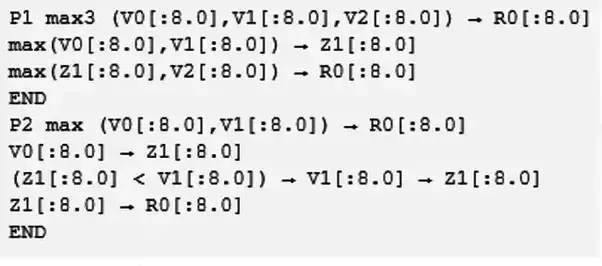 P1 max3 (V0[:8.0],V1[:8.0],V2[:8.0]) → R0[:8.0]
max(V0[:8.0],V1[:8.0]) → Z1[:8.0]
max(Z1[:8.0],V2[:8.0]) → R0[:8.0]
END
P2 max (V0[:8.0],V1[:8.0]) → R0[:8.0]
V0[:8.0] → Z1[:8.0]
(Z1[:8.0] < V1[:8.0]) → V1[:8.0] → Z1[:8.0]
Z1[:8.0] → R0[:8.0]
END